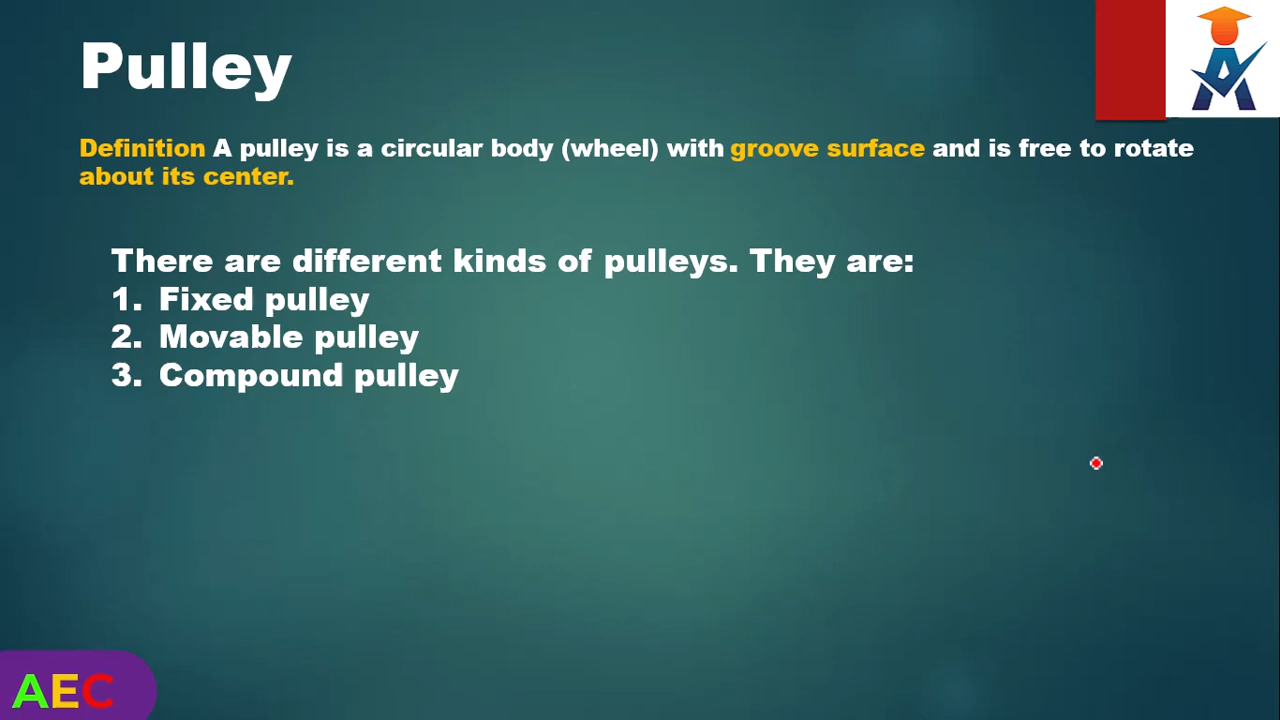 Pulley
Definition A pulley is a circular body (wheel) with groove surface and is free to rotate
about its center.
There are different kinds of pulleys. They are:
1. Fixed pulley
2. Movable pulley
3. Compound pulley
AEC